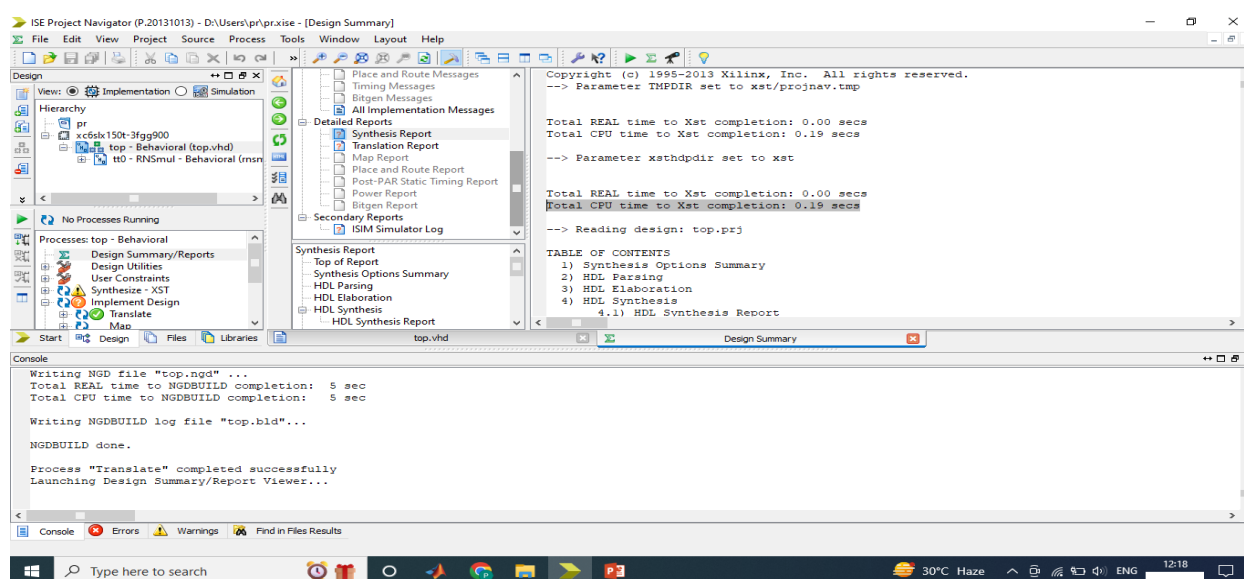 ISE Project Navigator (P.20131013) - D:\Users\pr\pr.xise - [Design Summary]
File Edit View Project Source Process Tools Window Layout Help
Design
View: Implementation Simulation
Hierarchy
pr
xc6slx150t-3fgg900
top - Behavioral (top.vhd)
tt0 - RNSmul - Behavioral (rnsn
No Processes Running
Processes: top - Behavioral
Design Summary/Reports
Design Utilities
User Constraints
Synthesize - XST
Implement Design
Translate
Map
Start Design Files Libraries
Place and Route Messages
Timing Messages
Bitgen Messages
All Implementation Messages
Detailed Reports
Synthesis Report
Translation Report
Map Report
Place and Route Report
Post-PAR Static Timing Report
Power Report
Bitgen Report
Secondary Reports
ISIM Simulator Log
Synthesis Report
Top of Report
Synthesis Options Summary
HDL Parsing
HDL Elaboration
HDL Synthesis
HDL Synthesis Report
Copyright (c) 1995-2013 Xilinx, Inc. All rights reserved.
--> Parameter TMPDIR set to xst/projnav.tmp
Total REAL time to Xst completion: 0.00 secs
Total CPU time to Xst completion: 0.19 secs
--> Parameter xsthdpdir set to xst
Total REAL time to Xst completion: 0.00 secs
Total CPU time to Xst completion: 0.19 secs
--> Reading design: top.prj
TABLE OF CONTENTS
1) Synthesis Options Summary
2) HDL Parsing
3) HDL Elaboration
4) HDL Synthesis
4.1) HDL Synthesis Report
top.vhd
Design Summary
Console
Writing NGD file "top.ngd" ...
Total REAL time to NGDBUILD completion: 5 sec
Total CPU time to NGDBUILD completion: 5 sec
Writing NGDBUILD log file "top.bld"...
NGDBUILD done.
Process "Translate" completed successfully
Launching Design Summary/Report Viewer...
Console Errors Warnings Find in Files Results
Type here to search
30°C Haze
ENG
12:18